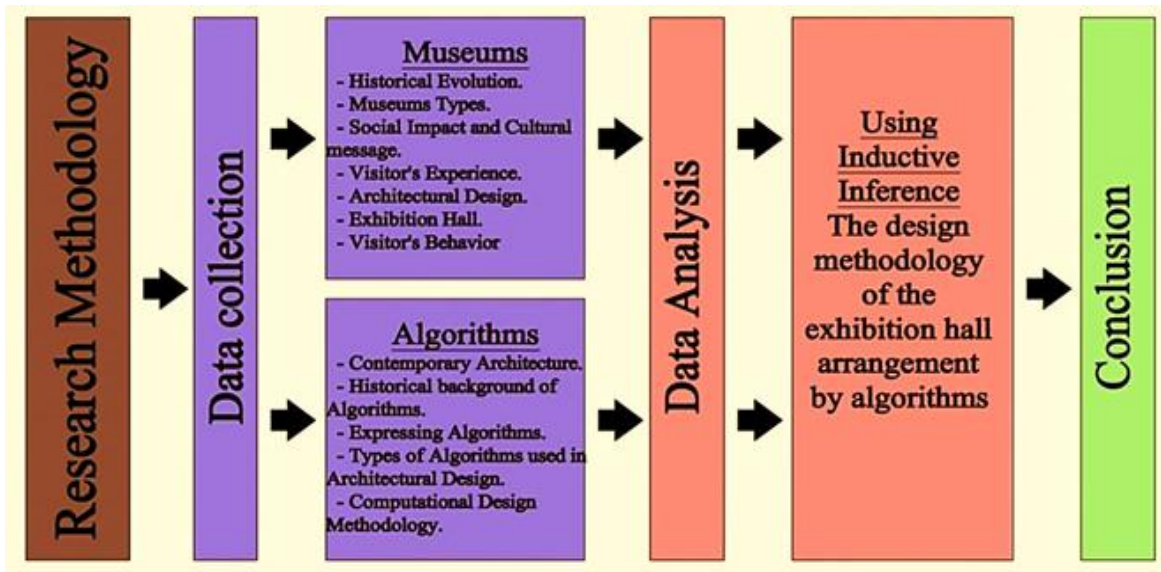 Research Methodology
Data collection
Museums
- Historical Evolution.
- Museums Types.
- Social Impact and Cultural
message.
- Visitor's Experience.
- Architectural Design.
- Exhibition Hall.
- Visitor's Behavior
Algorithms
- Contemporary Architecture.
- Historical background of
Algorithms.
- Expressing Algorithms.
- Types of Algorithms used in
Architectural Design.
- Computational Design
Methodology.
Data Analysis
Using
Inductive
Inference
The design
methodology
of the
exhibition hall
arrangement
by algorithms
Conclusion